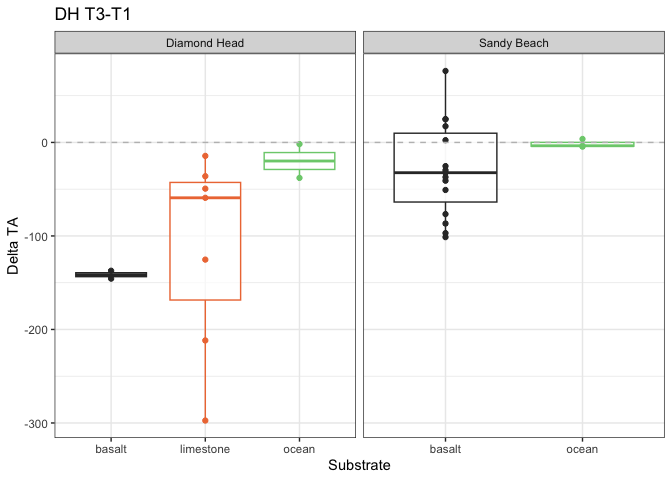 DH T3-T1
Diamond Head
Sandy Beach
Delta TA
0
-100
-200
-300
basalt
limestone
ocean
basalt
ocean
Substrate